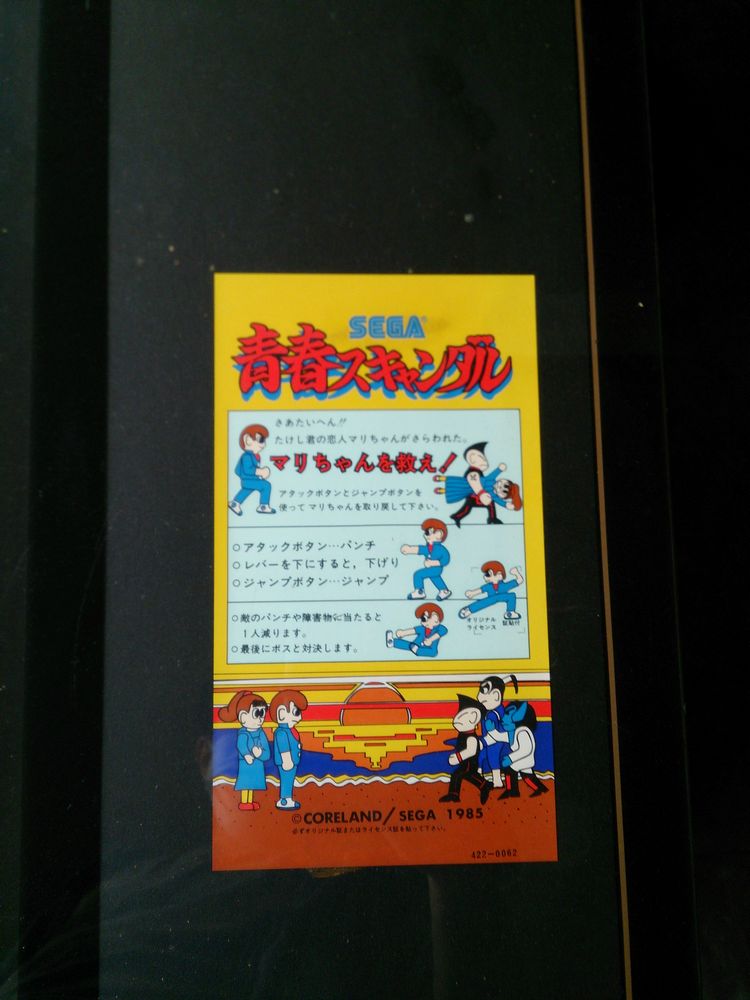 SEGA®
青春スキャンダル
さあたいへん!!
たけし君の恋人マリちゃんがさらわれた。
マリちゃんを救え!
アタックボタンとジャンプボタンを
使ってマリちゃんを取り戻して下さい。
○アタックボタン…パンチ
○レバーを下にすると, 下げり
○ジャンプボタン…ジャンプ
オリジナル 証貼付
ライセンス
○敵のパンチや障害物に当たると
1人減ります。
○最後にボスと対決します。
©CORELAND/SEGA 1985
必ずオリジナル証またはライセンス証を貼って下さい。
422-0062